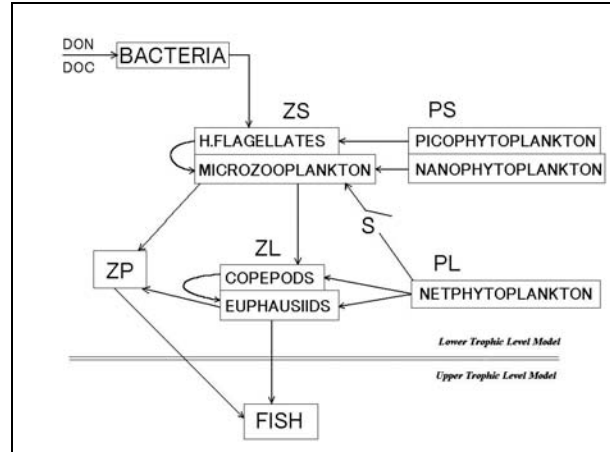 DON
DOC
BACTERIA
ZS
PS
H.FLAGELLATES
PICOPHYTOPLANKTON
MICROZOOPLANKTON
NANOPHYTOPLANKTON
S
ZL
PL
ZP
COPEPODS
NETPHYTOPLANKTON
EUPHAUSIIDS
Lower Trophic Level Model
Upper Trophic Level Model
FISH